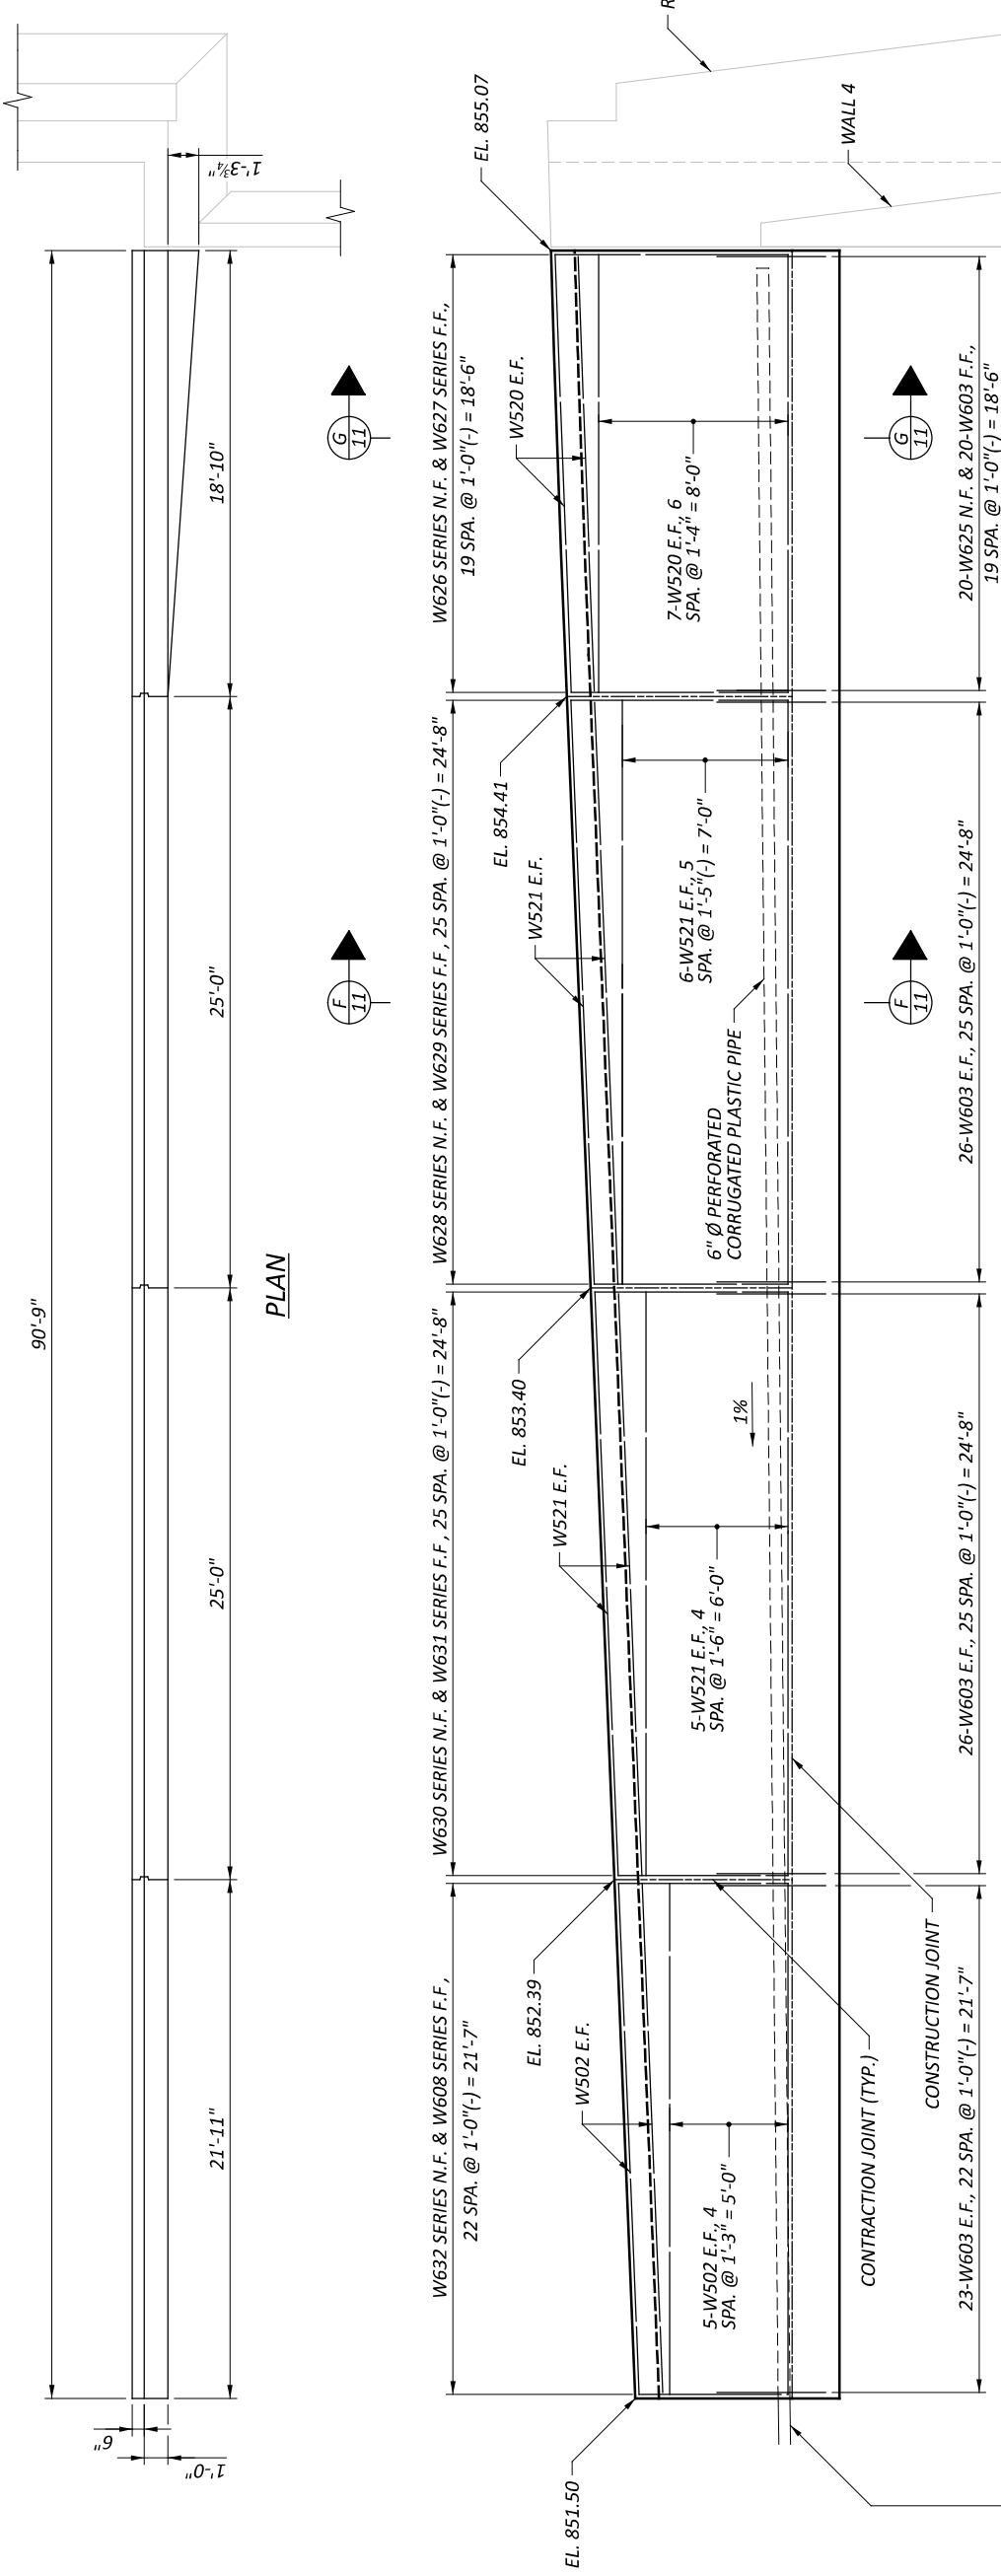 90'-9"
6"
1'-0"
21'-11"
25'-0"
25'-0"
18'-10"
1'-3¾"
PLAN
F
11
G
11
W632 SERIES N.F. & W608 SERIES F.F,
22 SPA. @ 1'-0"(-) = 21'-7"
W630 SERIES N.F. & W631 SERIES F.F , 25 SPA. @ 1'-0"(-) = 24'-8"
W628 SERIES N.F. & W629 SERIES F.F , 25 SPA. @ 1'-0"(-) = 24'-8"
W626 SERIES N.F. & W627 SERIES F.F.,
19 SPA. @ 1'-0"(-) = 18'-6"
EL. 851.50
EL. 852.39
EL. 853.40
EL. 854.41
EL. 855.07
W502 E.F.
W521 E.F.
W521 E.F.
W520 E.F.
R
WALL 4
5-W502 E.F., 4
SPA. @ 1'-3" = 5'-0"
5-W521 E.F., 4
SPA. @ 1'-6" = 6'-0"
6-W521 E.F., 5
SPA. @ 1'-5"(-) = 7'-0"
7-W520 E.F., 6
SPA. @ 1'-4" = 8'-0"
1%
6" Ø PERFORATED
CORRUGATED PLASTIC PIPE
CONTRACTION JOINT (TYP.)
CONSTRUCTION JOINT
F
11
G
11
23-W603 E.F., 22 SPA. @ 1'-0"(-) = 21'-7"
26-W603 E.F., 25 SPA. @ 1'-0"(-) = 24'-8"
26-W603 E.F., 25 SPA. @ 1'-0"(-) = 24'-8"
20-W625 N.F. & 20-W603 F.F.,
19 SPA. @ 1'-0"(-) = 18'-6"